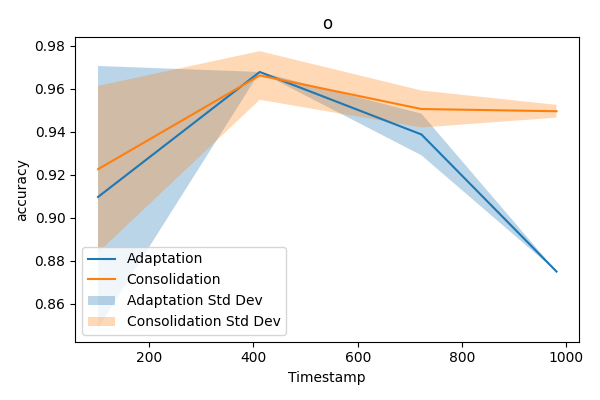 o
accuracy
0.98
0.96
0.94
0.92
0.90
0.88
0.86
Adaptation
Consolidation
Adaptation Std Dev
Consolidation Std Dev
200 400 600 800 1000
Timestamp